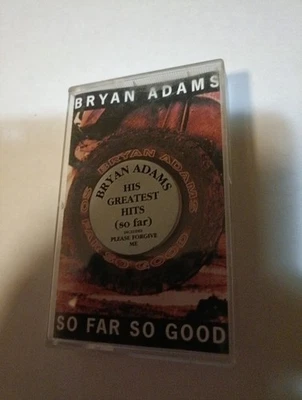 BRYAN ADAMS
BRYAN ADAMS
SO FAR SO GOOD
BRYAN ADAMS
HIS
GREATEST
HITS
(so far)
INCLUDES
PLEASE FORGIVE
ME
SO FAR SO GOOD